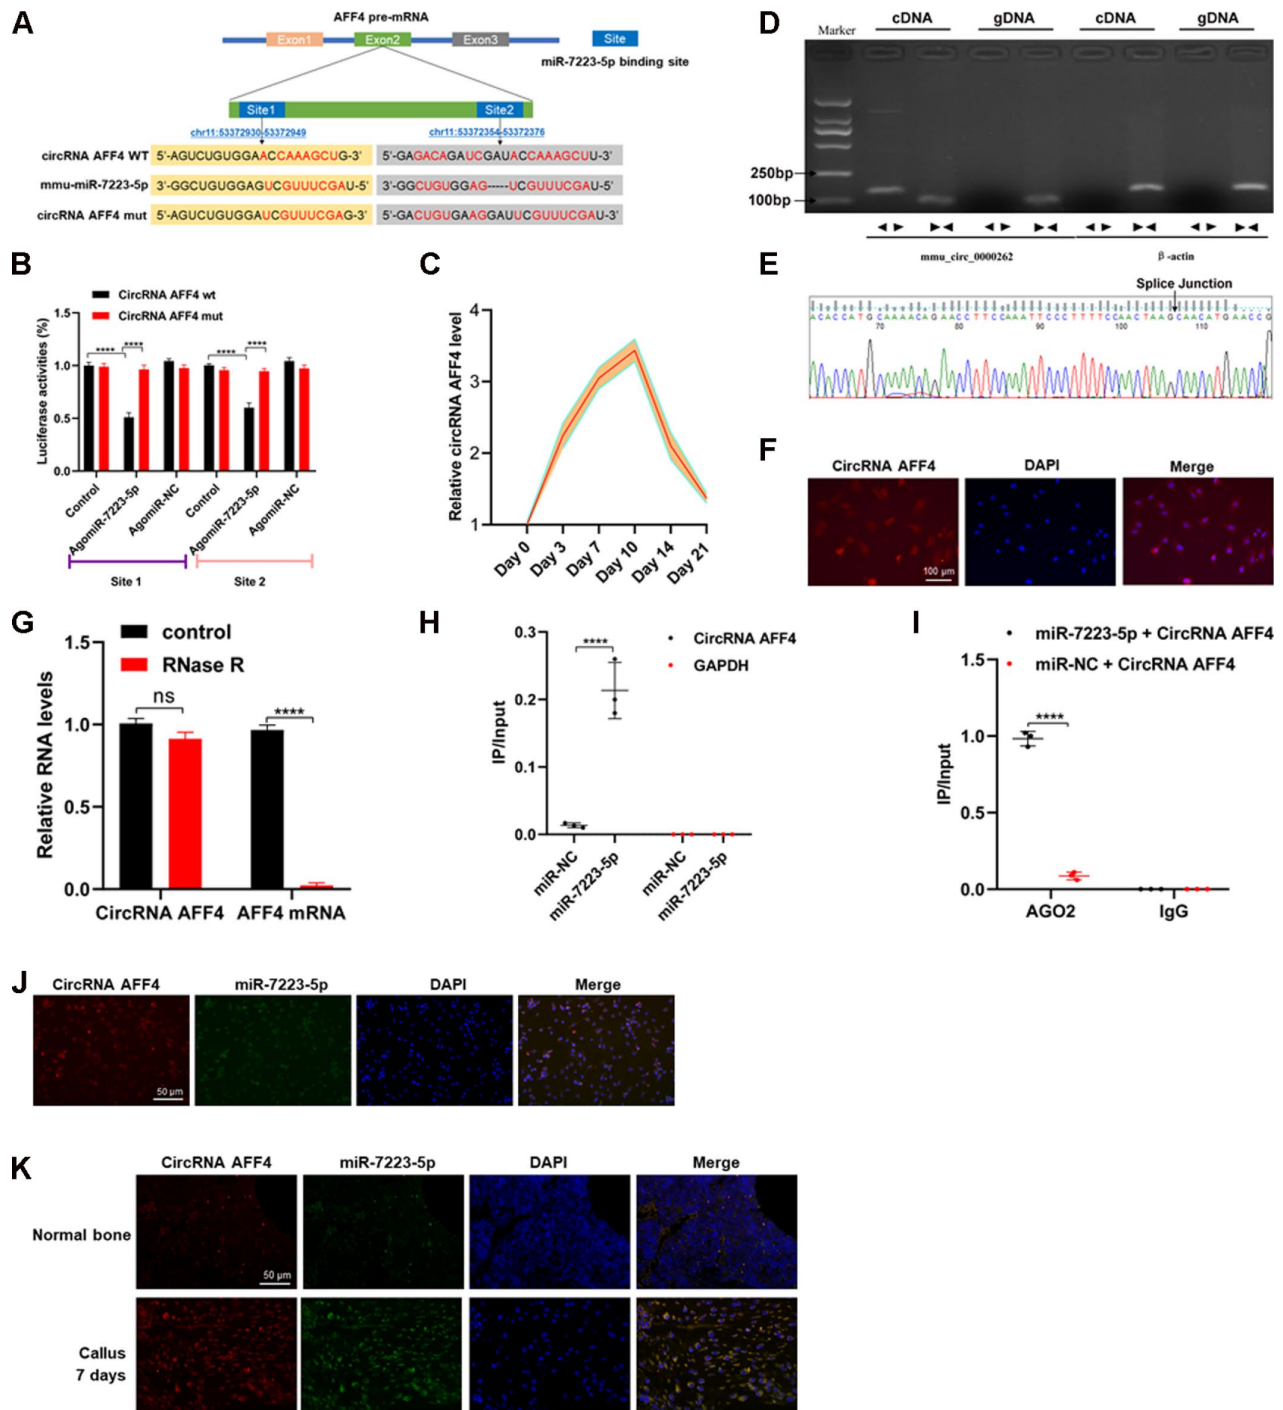 A
AFF4 pre-mRNA
Exon1
Exon2
Exon3
Site
miR-7223-5p binding site
Site1
Site2
chr11:53372930-53372949
chr11:53372354-53372376
circRNA AFF4 WT
5'-AGUCUGUGGAACCAAAGCUG-3'
5'-GAGACAGAUCGAUACCAAAGCUU-3'
mmu-miR-7223-5p
3'-GGCUGUGGAGUCGUUUCGAU-5'
3'-GGCUGUGGAG-----UCGUUUCGAU-5'
circRNA AFF4 mut
5'-AGUCUGUGGAUCGUUUCGAG-3'
5'-GACUGUGAAGGAUUCGUUUCGAU-3'
B
CircRNA AFF4 wt
CircRNA AFF4 mut
Luciferase activities (%)
1.5
1.0
0.5
0.0
**** ****
**** ****
Control
AgomiR-7223-5p
AgomiR-NC
Control
AgomiR-7223-5p
AgomiR-NC
Site 1
Site 2
C
Relative circRNA AFF4 level
4
3
2
1
Day 0
Day 3
Day 7
Day 10
Day 14
Day 21
D
cDNA
gDNA
cDNA
gDNA
Marker
250bp
100bp
mmu_circ_0000262
β-actin
E
Splice Junction
ACACCATGCAAAACAGAACCTTCCAAATTCCCTTTTCCAACTAAGCAACATGAACCG
70
80
90
100
110
F
CircRNA AFF4
DAPI
Merge
100 μm
G
control
RNase R
Relative RNA levels
1.5
1.0
0.5
0.0
ns
****
CircRNA AFF4
AFF4 mRNA
H
CircRNA AFF4
GAPDH
IP/Input
0.3
0.2
0.1
0.0
****
miR-NC
miR-7223-5p
miR-NC
miR-7223-5p
I
miR-7223-5p + CircRNA AFF4
miR-NC + CircRNA AFF4
IP/Input
1.5
1.0
0.5
0.0
****
AGO2
IgG
J
CircRNA AFF4
miR-7223-5p
DAPI
Merge
50 μm
K
CircRNA AFF4
miR-7223-5p
DAPI
Merge
Normal bone
50 μm
Callus
7 days